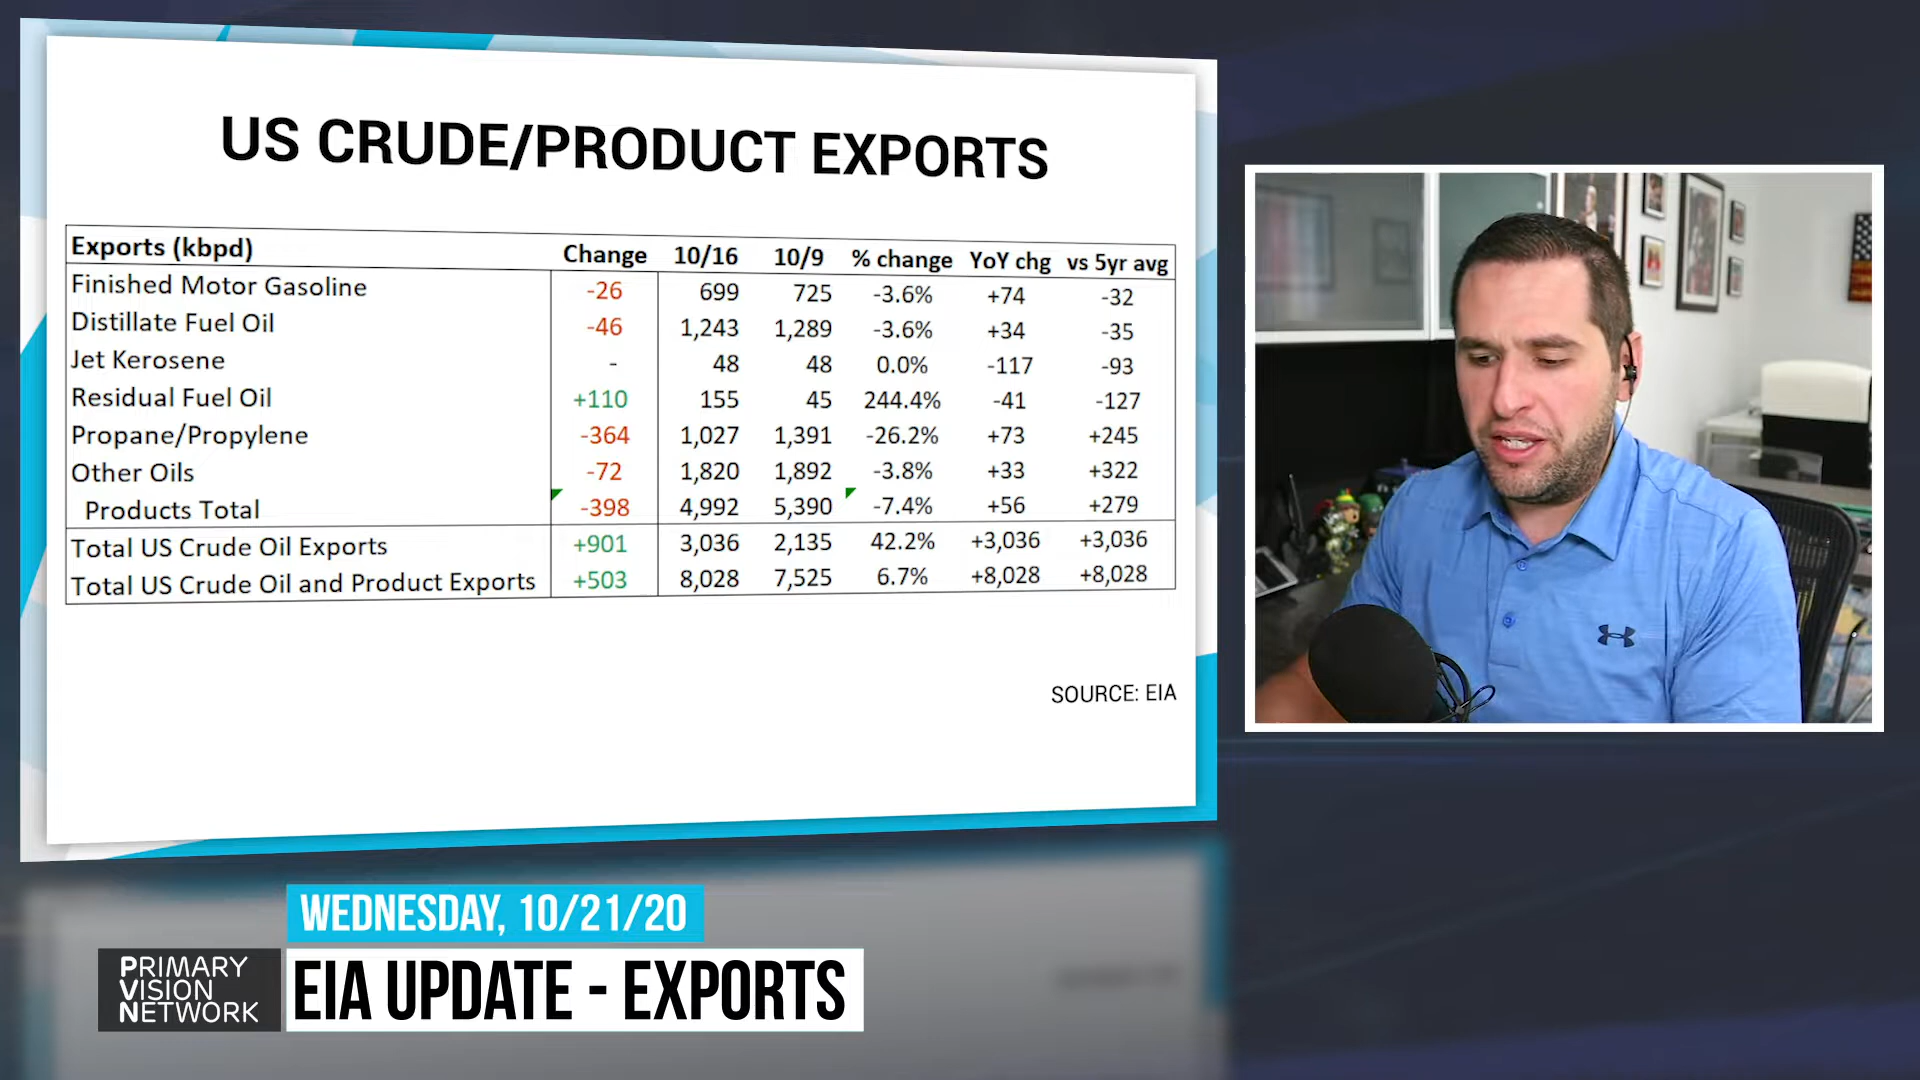 US CRUDE/PRODUCT EXPORTS
Exports (kbpd) Change 10/16 10/9 % change YoY chg vs 5yr avg
Finished Motor Gasoline -26 699 725 -3.6% +74 -32
Distillate Fuel Oil -46 1,243 1,289 -3.6% +34 -35
Jet Kerosene - 48 48 0.0% -117 -93
Residual Fuel Oil +110 155 45 244.4% -41 -127
Propane/Propylene -364 1,027 1,391 -26.2% +73 +245
Other Oils -72 1,820 1,892 -3.8% +33 +322
Products Total -398 4,992 5,390 -7.4% +56 +279
Total US Crude Oil Exports +901 3,036 2,135 42.2% +3,036 +3,036
Total US Crude Oil and Product Exports +503 8,028 7,525 6.7% +8,028 +8,028
SOURCE: EIA
WEDNESDAY, 10/21/20
PRIMARY
VISION
NETWORK
EIA UPDATE - EXPORTS